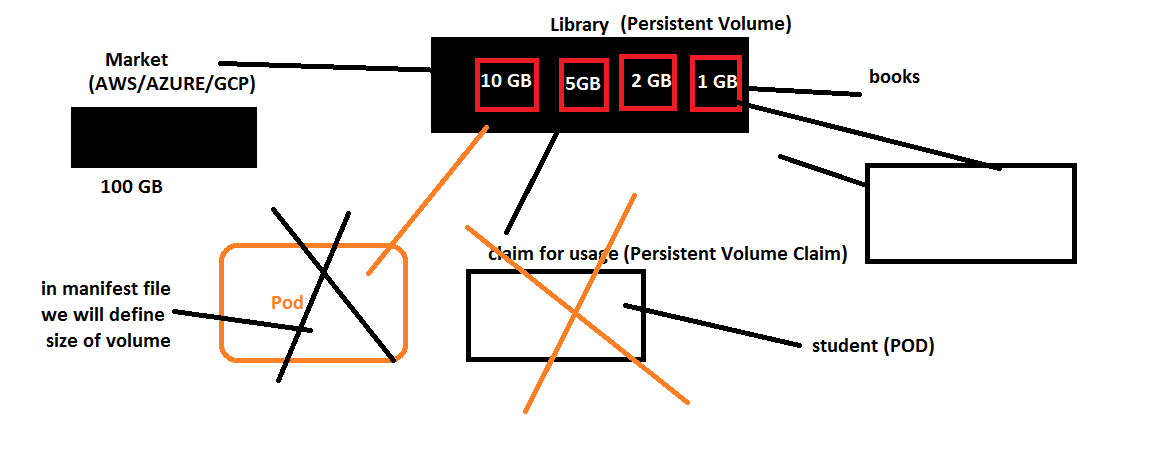 Library (Persistent Volume)
Market
(AWS/AZURE/GCP)
10 GB
5GB
2 GB
1 GB
books
100 GB
claim for usage (Persistent Volume Claim)
in manifest file
we will define
size of volume
Pod
student (POD)